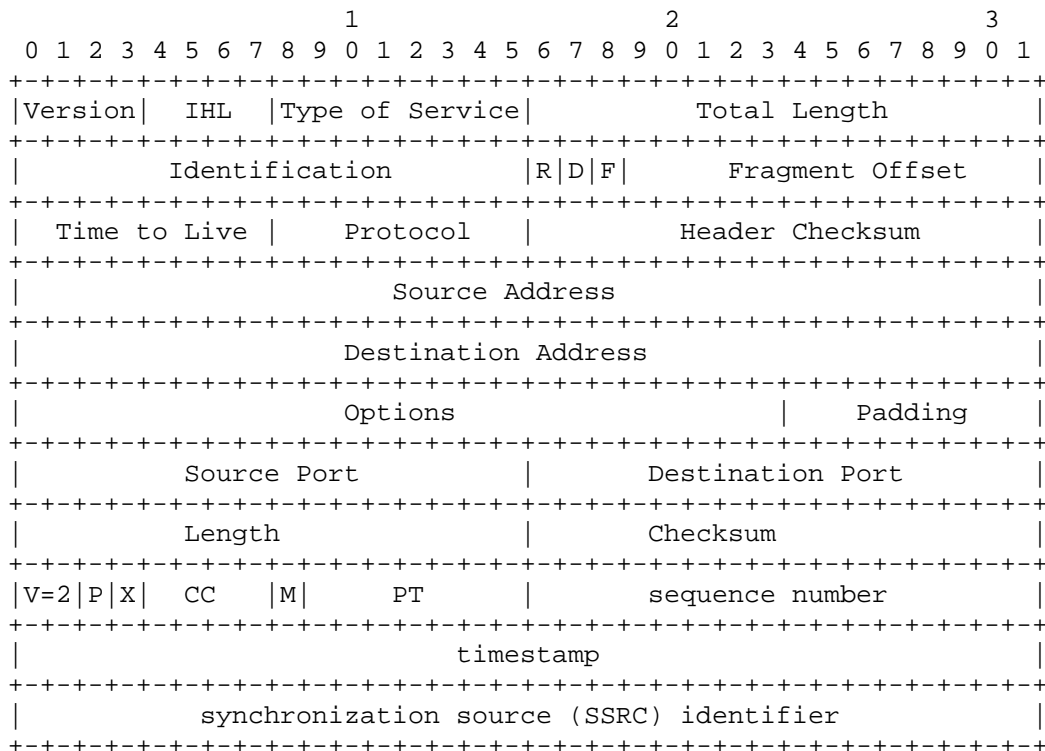 1                   2                   3
 0 1 2 3 4 5 6 7 8 9 0 1 2 3 4 5 6 7 8 9 0 1 2 3 4 5 6 7 8 9 0 1
+-+-+-+-+-+-+-+-+-+-+-+-+-+-+-+-+-+-+-+-+-+-+-+-+-+-+-+-+-+-+-+-+
|Version|  IHL  |Type of Service|          Total Length         |
+-+-+-+-+-+-+-+-+-+-+-+-+-+-+-+-+-+-+-+-+-+-+-+-+-+-+-+-+-+-+-+-+
|         Identification        |R|D|F|      Fragment Offset    |
+-+-+-+-+-+-+-+-+-+-+-+-+-+-+-+-+-+-+-+-+-+-+-+-+-+-+-+-+-+-+-+-+
|  Time to Live |    Protocol   |         Header Checksum       |
+-+-+-+-+-+-+-+-+-+-+-+-+-+-+-+-+-+-+-+-+-+-+-+-+-+-+-+-+-+-+-+-+
|                       Source Address                          |
+-+-+-+-+-+-+-+-+-+-+-+-+-+-+-+-+-+-+-+-+-+-+-+-+-+-+-+-+-+-+-+-+
|                    Destination Address                        |
+-+-+-+-+-+-+-+-+-+-+-+-+-+-+-+-+-+-+-+-+-+-+-+-+-+-+-+-+-+-+-+-+
|                    Options                    |    Padding    |
+-+-+-+-+-+-+-+-+-+-+-+-+-+-+-+-+-+-+-+-+-+-+-+-+-+-+-+-+-+-+-+-+
|          Source Port          |       Destination Port        |
+-+-+-+-+-+-+-+-+-+-+-+-+-+-+-+-+-+-+-+-+-+-+-+-+-+-+-+-+-+-+-+-+
|          Length               |       Checksum                |
+-+-+-+-+-+-+-+-+-+-+-+-+-+-+-+-+-+-+-+-+-+-+-+-+-+-+-+-+-+-+-+-+
|V=2|P|X|  CC   |M|     PT      |       sequence number         |
+-+-+-+-+-+-+-+-+-+-+-+-+-+-+-+-+-+-+-+-+-+-+-+-+-+-+-+-+-+-+-+-+
|                           timestamp                           |
+-+-+-+-+-+-+-+-+-+-+-+-+-+-+-+-+-+-+-+-+-+-+-+-+-+-+-+-+-+-+-+-+
|           synchronization source (SSRC) identifier            |
+-+-+-+-+-+-+-+-+-+-+-+-+-+-+-+-+-+-+-+-+-+-+-+-+-+-+-+-+-+-+-+-+